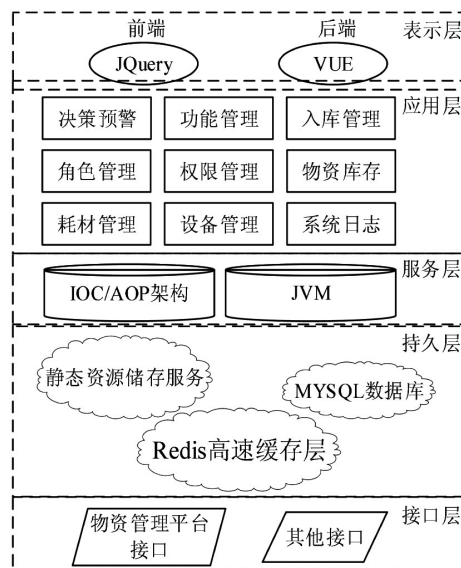 前端 后端 表示层
JQuery VUE
应用层
决策预警 功能管理 入库管理
角色管理 权限管理 物资库存
耗材管理 设备管理 系统日志
服务层
IOC/AOP架构 JVM
持久层
静态资源储存服务
MYSQL数据库
Redis高速缓存层
接口层
物资管理平台
接口
其他接口